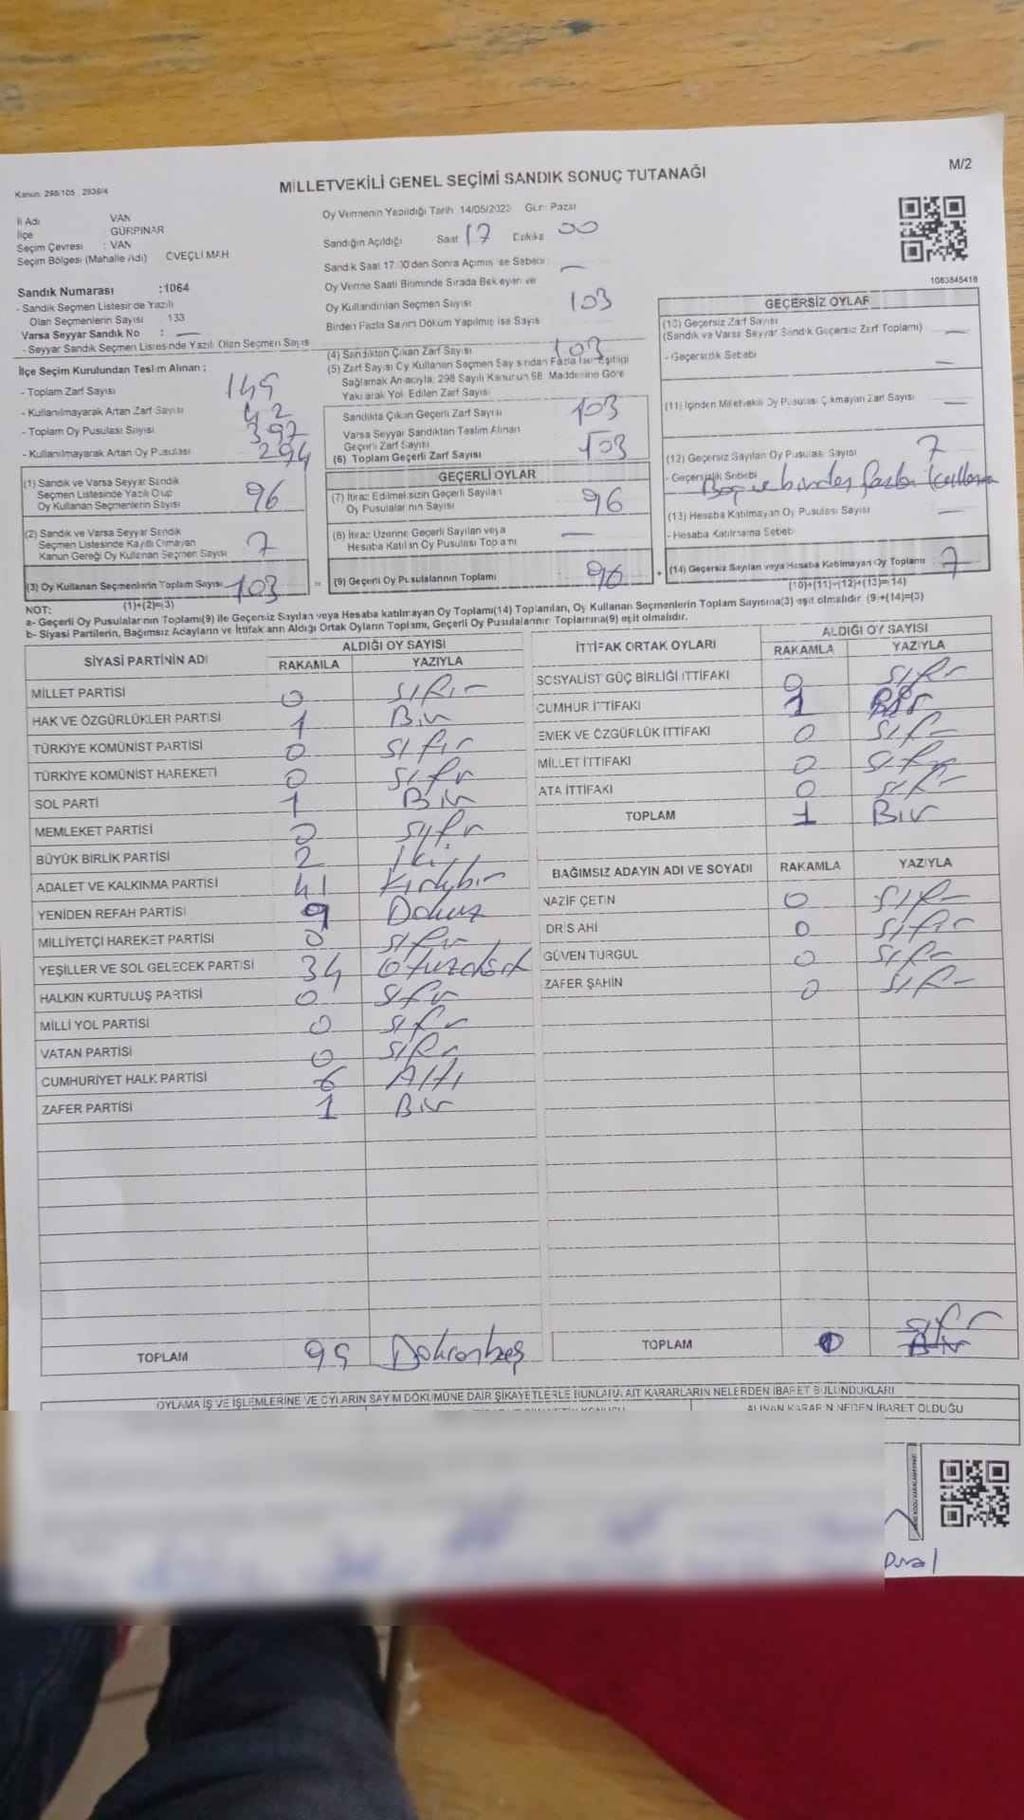 M/2
Kanun: 298/105 2839/4
MİLLETVEKİLİ GENEL SEÇİMİ SANDIK SONUÇ TUTANAĞI
İl Adı VAN
İlçe GÜRPINAR
Seçim Çevresi : VAN
Seçim Bölgesi (Mahalle Adı)
MAH
Sandık Numarası :1064
- Sandık Seçmen Listesinde Yazılı
Olan Seçmenlerin Sayısı 133
Varsa Seyyar Sandık No : —
- Seyyar Sandık Seçmen Listesinde Yazılı Olan Seçmen Sayısı
Oy Vermenin Yapıldığı Tarih 14/05/2023 Gün: Pazar
Sandığın Açıldığı Saat 17 Dakika 00
Sandık Saat 17:00'den Sonra Açılmış ise Sebebi —
Oy Verme Saati Bitiminde Sırada Bekleyen ve
Oy Kullandırılan Seçmen Sayısı 103
Birden Fazla Sayım Döküm Yapılmış ise Sayısı
1083845418
İlçe Seçim Kurulundan Teslim Alınan :
- Toplam Zarf Sayısı 145
- Kullanılmayarak Artan Zarf Sayısı 42
- Toplam Oy Pusulası Sayısı 397
- Kullanılmayarak Artan Oy Pusulası 294
(1) Sandık ve Varsa Seyyar Sandık
Seçmen Listesinde Yazılı Olup
Oy Kullanan Seçmenlerin Sayısı 96
(2) Sandık ve Varsa Seyyar Sandık
Seçmen Listesinde Kayıtlı Olmayan
Kanun Gereği Oy Kullanan Seçmen Sayısı 7
(3) Oy Kullanan Seçmenlerin Toplam Sayısı 103
(1)+(2)=(3)
(4) Sandıktan Çıkan Zarf Sayısı 103
(5) Zarf Sayısı Oy Kullanan Seçmen Sayısından Fazla ise Eşitliği
Sağlamak Amacıyla, 298 Sayılı Kanunun 98. Maddesine Göre
Yakılarak Yok Edilen Zarf Sayısı
Sandıkta Çıkan Geçerli Zarf Sayısı 103
Varsa Seyyar Sandıktan Teslim Alınan
Geçerli Zarf Sayısı
(6) Toplam Geçerli Zarf Sayısı 103
GEÇERLİ OYLAR
(7) İtiraz Edilmeksizin Geçerli Sayılan
Oy Pusulalarının Sayısı 96
(8) İtiraz Üzerine Geçerli Sayılan veya
Hesaba Katılan Oy Pusulası Toplamı —
(9) Geçerli Oy Pusulalarının Toplamı 96
GEÇERSİZ OYLAR
(10) Geçersiz Zarf Sayısı
(Sandık ve Varsa Seyyar Sandık Geçersiz Zarf Toplamı) —
- Geçersizlik Sebebi —
(11) İçinden Milletvekili Oy Pusulası Çıkmayan Zarf Sayısı —
(12) Geçersiz Sayılan Oy Pusulası Sayısı 7
- Geçersizlik Sebebi birden fazla kullanma
(13) Hesaba Katılmayan Oy Pusulası Sayısı —
- Hesaba Katılmama Sebebi
(14) Geçersiz Sayılan veya Hesaba Katılmayan Oy Toplamı 7
(10)+(11)+(12)+(13)=(14)
NOT:
a- Geçerli Oy Pusulalarının Toplamı(9) ile Geçersiz Sayılan veya Hesaba katılmayan Oy Toplamı(14) Toplamları, Oy Kullanan Seçmenlerin Toplam Sayısına(3) eşit olmalıdır (9)+(14)=(3)
b- Siyasi Partilerin, Bağımsız Adayların ve İttifakların Aldığı Ortak Oyların Toplamı, Geçerli Oy Pusulalarının Toplamına(9) eşit olmalıdır.
SİYASİ PARTİNİN ADI ALDIĞI OY SAYISI
RAKAMLA YAZIYLA
MİLLET PARTİSİ 0 sıfır
HAK VE ÖZGÜRLÜKLER PARTİSİ 1 Bir
TÜRKİYE KOMÜNİST PARTİSİ 0 sıfır
TÜRKİYE KOMÜNİST HAREKETİ 0 sıfır
SOL PARTİ 1 Bir
MEMLEKET PARTİSİ 0 sıfır
BÜYÜK BİRLİK PARTİSİ 2 iki
ADALET VE KALKINMA PARTİSİ 41 Kırkbir
YENİDEN REFAH PARTİSİ 9 Dokuz
MİLLİYETÇİ HAREKET PARTİSİ 0 sıfır
YEŞİLLER VE SOL GELECEK PARTİSİ 34 Otuzdört
HALKIN KURTULUŞ PARTİSİ 0 sıfır
MİLLİ YOL PARTİSİ 0 sıfır
VATAN PARTİSİ 0 sıfır
CUMHURİYET HALK PARTİSİ 6 Altı
ZAFER PARTİSİ 1 Bir
TOPLAM 95 Doksanbeş
İTTİFAK ORTAK OYLARI ALDIĞI OY SAYISI
RAKAMLA YAZIYLA
SOSYALİST GÜÇ BİRLİĞİ İTTİFAKI 0 sıfır
CUMHUR İTTİFAKI 1 Bir
EMEK VE ÖZGÜRLÜK İTTİFAKI 0 sıfır
MİLLET İTTİFAKI 0 sıfır
ATA İTTİFAKI 0 sıfır
TOPLAM 1 Bir
BAĞIMSIZ ADAYIN ADI VE SOYADI RAKAMLA YAZIYLA
NAZİF ÇETİN 0 sıfır
İDRİS AHİ 0 sıfır
GÜVEN TURGUL 0 sıfır
ZAFER ŞAHİN 0 sıfır
TOPLAM 0 sıfır
OYLAMA İŞ VE İŞLEMLERİNE VE OYLARIN SAYIM DÖKÜMÜNE DAİR ŞİKAYETLERLE BUNLARA AİT KARARLARIN NELERDEN İBARET BULUNDUKLARI
ALINAN KARARIN NEDEN İBARET OLDUĞU